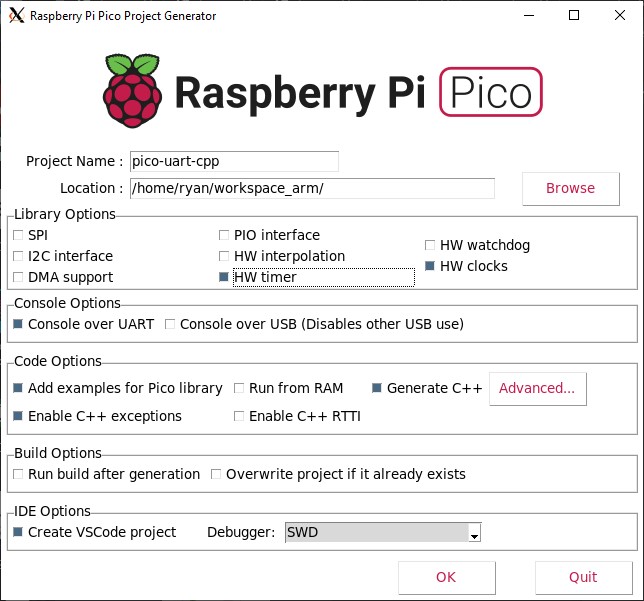 Raspberry Pi Pico Project Generator
Raspberry Pi Pico
Project Name : pico-uart-cpp
Location : /home/ryan/workspace_arm/ Browse
Library Options
SPI PIO interface HW watchdog
I2C interface HW interpolation HW clocks
DMA support HW timer
Console Options
Console over UART Console over USB (Disables other USB use)
Code Options
Add examples for Pico library Run from RAM Generate C++ Advanced...
Enable C++ exceptions Enable C++ RTTI
Build Options
Run build after generation Overwrite project if it already exists
IDE Options
Create VSCode project Debugger: SWD
OK Quit